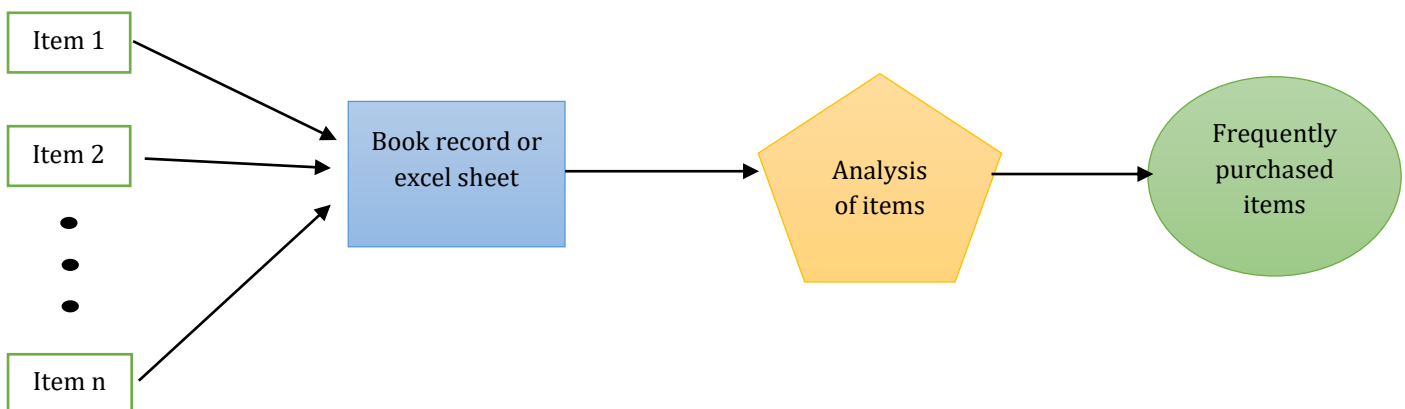 Item 1
Item 2
Item n
Book record or
excel sheet
Analysis
of items
Frequently
purchased
items